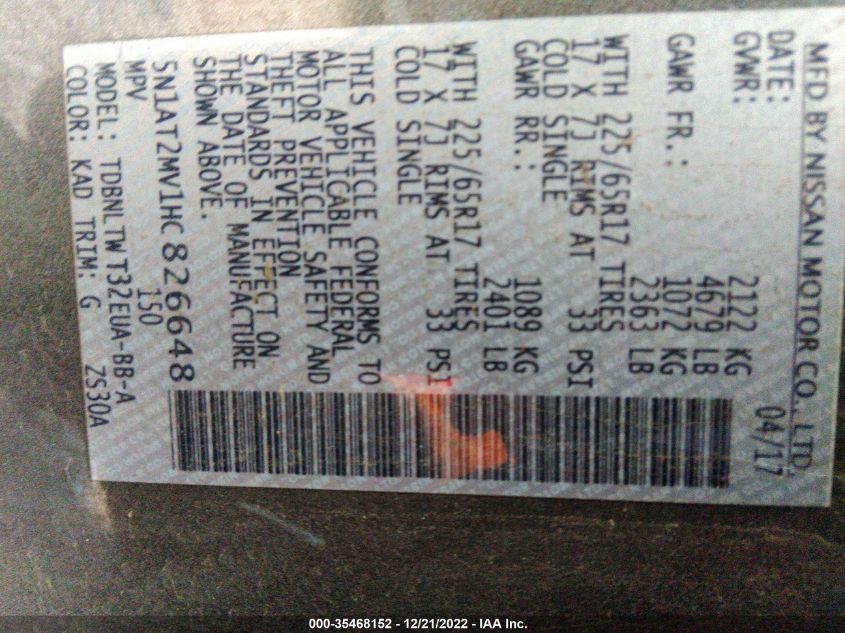 MFD BY NISSAN MOTOR CO., LTD.
DATE: 04/17
GVWR: 2122 KG
4679 LB
GAWR FR.: 1072 KG
2363 LB
WITH 225/65R17 TIRES
17 X 7J RIMS AT 33 PSI
COLD SINGLE
GAWR RR.: 1089 KG
2401 LB
WITH 225/65R17 TIRES
17 X 7J RIMS AT 33 PSI
COLD SINGLE
THIS VEHICLE CONFORMS TO
ALL APPLICABLE FEDERAL
MOTOR VEHICLE SAFETY AND
THEFT PREVENTION
STANDARDS IN EFFECT ON
THE DATE OF MANUFACTURE
SHOWN ABOVE.
5N1AT2MV1HC826648
MPV 150
MODEL: TDBNLTWT32EUA-BB-A
COLOR: KAD TRIM: G ZS30A
000-35468152 - 12/21/2022 - IAA Inc.